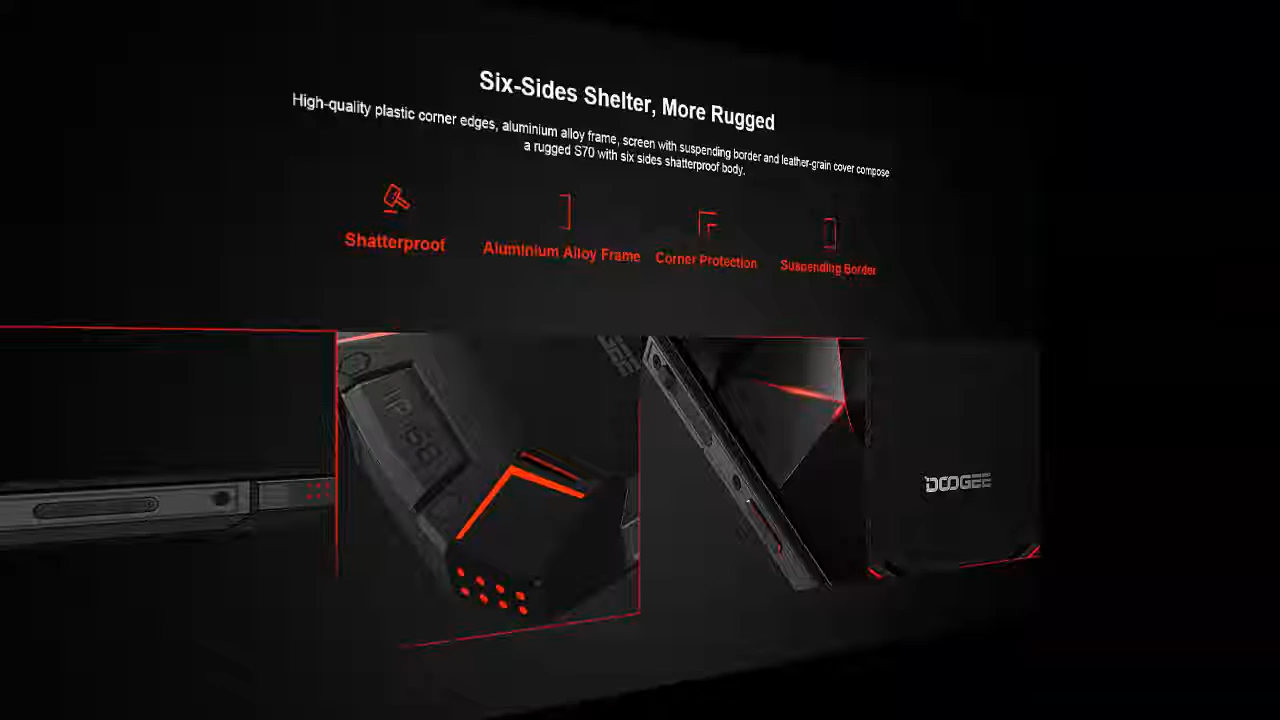 Six-Sides Shelter, More Rugged
High-quality plastic corner edges, aluminium alloy frame, screen with suspending border and leather-grain cover compose
a rugged S70 with six sides shatterproof body.
Shatterproof
Aluminium Alloy Frame
Corner Protection
Suspending Border
IP68
GEE
DOOGEE